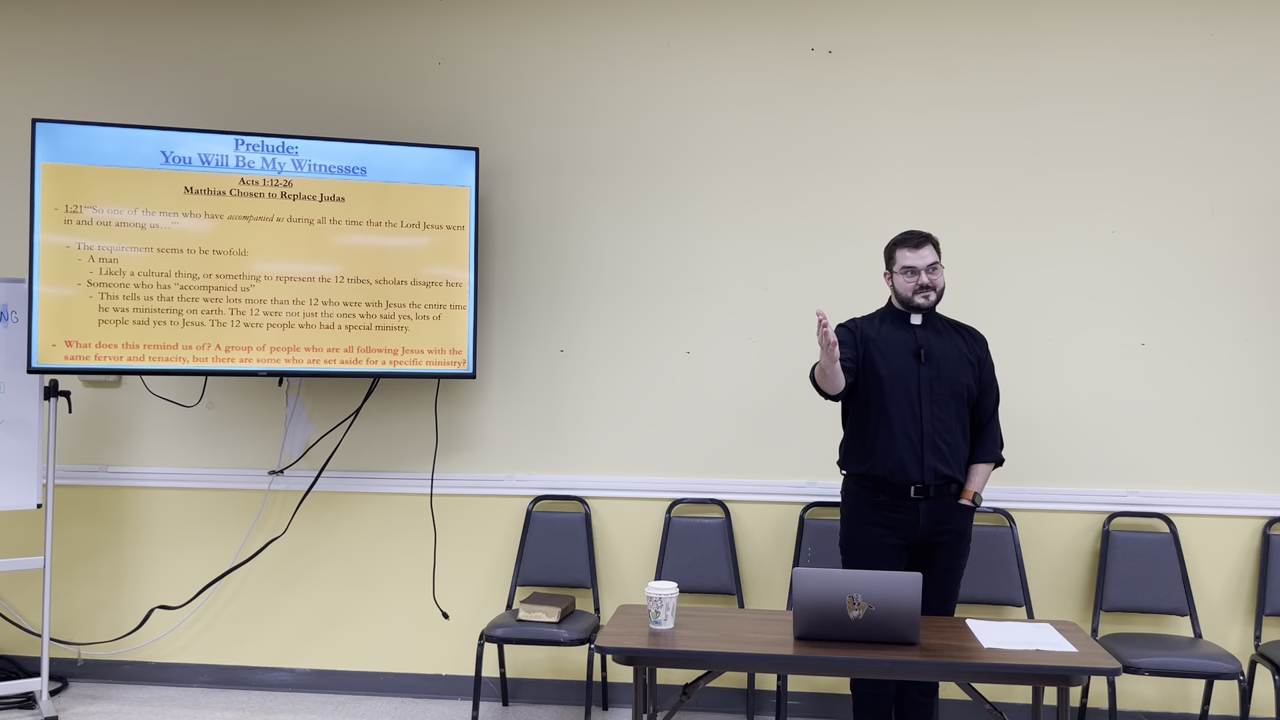 Prelude:
You Will Be My Witnesses
Acts 1:12-26
Matthias Chosen to Replace Judas
- 1:21 "“So one of the men who have accompanied us during all the time that the Lord Jesus went
in and out among us…”"
- The requirement seems to be twofold:
- A man
- Likely a cultural thing, or something to represent the 12 tribes, scholars disagree here
- Someone who has “accompanied us”
- This tells us that there were lots more than the 12 who were with Jesus the entire time
he was ministering on earth. The 12 were not just the ones who said yes, lots of
people said yes to Jesus. The 12 were people who had a special ministry.
- What does this remind us of? A group of people who are all following Jesus with the
same fervor and tenacity, but there are some who are set aside for a specific ministry?